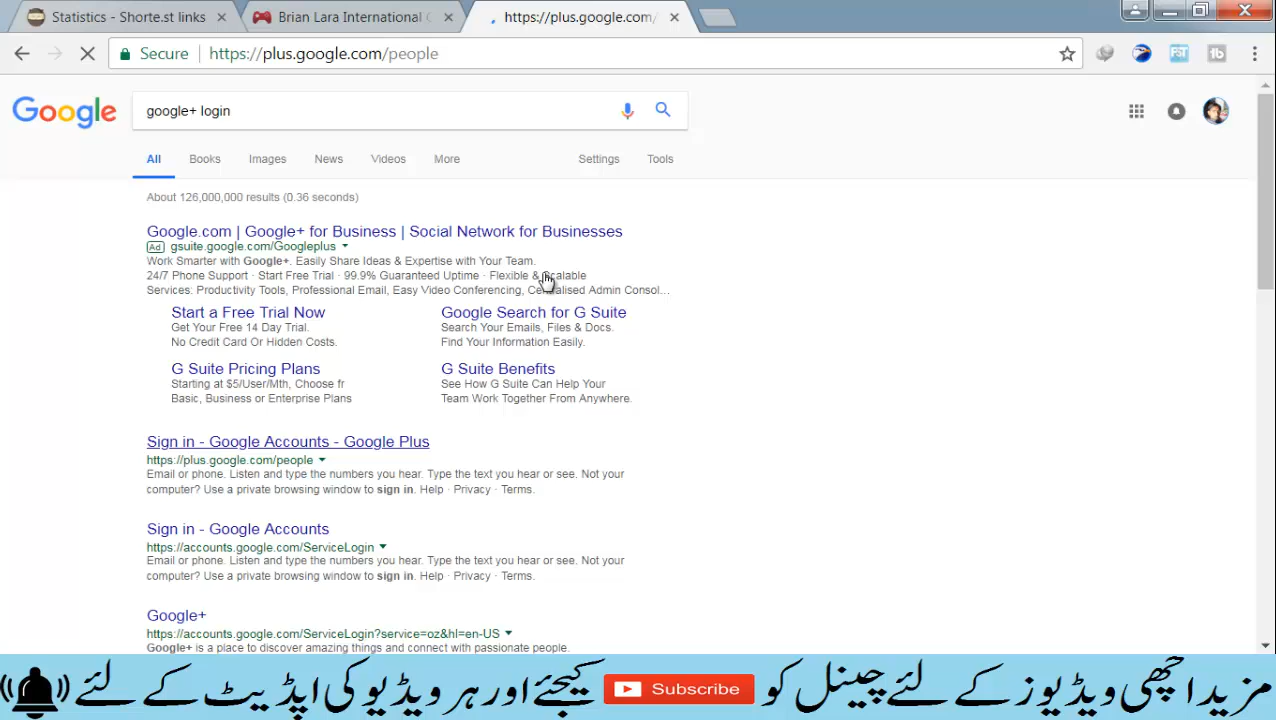 Statistics - Shorte.st links
Brian Lara International
https://plus.google.com/
Secure
https://plus.google.com/people
Google
google+ login
All
Books
Images
News
Videos
More
Settings
Tools
About 126,000,000 results (0.36 seconds)
Google.com | Google+ for Business | Social Network for Businesses
Ad gsuite.google.com/Googleplus
Work Smarter with Google+. Easily Share Ideas & Expertise with Your Team.
24/7 Phone Support · Start Free Trial · 99.9% Guaranteed Uptime · Flexible & Scalable
Services: Productivity Tools, Professional Email, Easy Video Conferencing, Centralised Admin Consol...
Start a Free Trial Now
Get Your Free 14 Day Trial.
No Credit Card Or Hidden Costs.
Google Search for G Suite
Search Your Emails, Files & Docs.
Find Your Information Easily.
G Suite Pricing Plans
Starting at $5/User/Mth, Choose fr
Basic, Business or Enterprise Plans
G Suite Benefits
See How G Suite Can Help Your
Team Work Together From Anywhere.
Sign in - Google Accounts - Google Plus
https://plus.google.com/people
Email or phone. Listen and type the numbers you hear. Type the text you hear or see. Not your
computer? Use a private browsing window to sign in. Help · Privacy · Terms.
Sign in - Google Accounts
https://accounts.google.com/ServiceLogin
Email or phone. Listen and type the numbers you hear. Type the text you hear or see. Not your
computer? Use a private browsing window to sign in. Help · Privacy · Terms.
Google+
https://accounts.google.com/ServiceLogin?service=oz&hl=en-US
Google+ is a place to discover amazing things and connect with passionate people.
مزید اچھی ویڈیوز کے لئے چینل کو Subscribe کیجئے اور ہر ویڈیو کی اپڈیٹ کے لئے